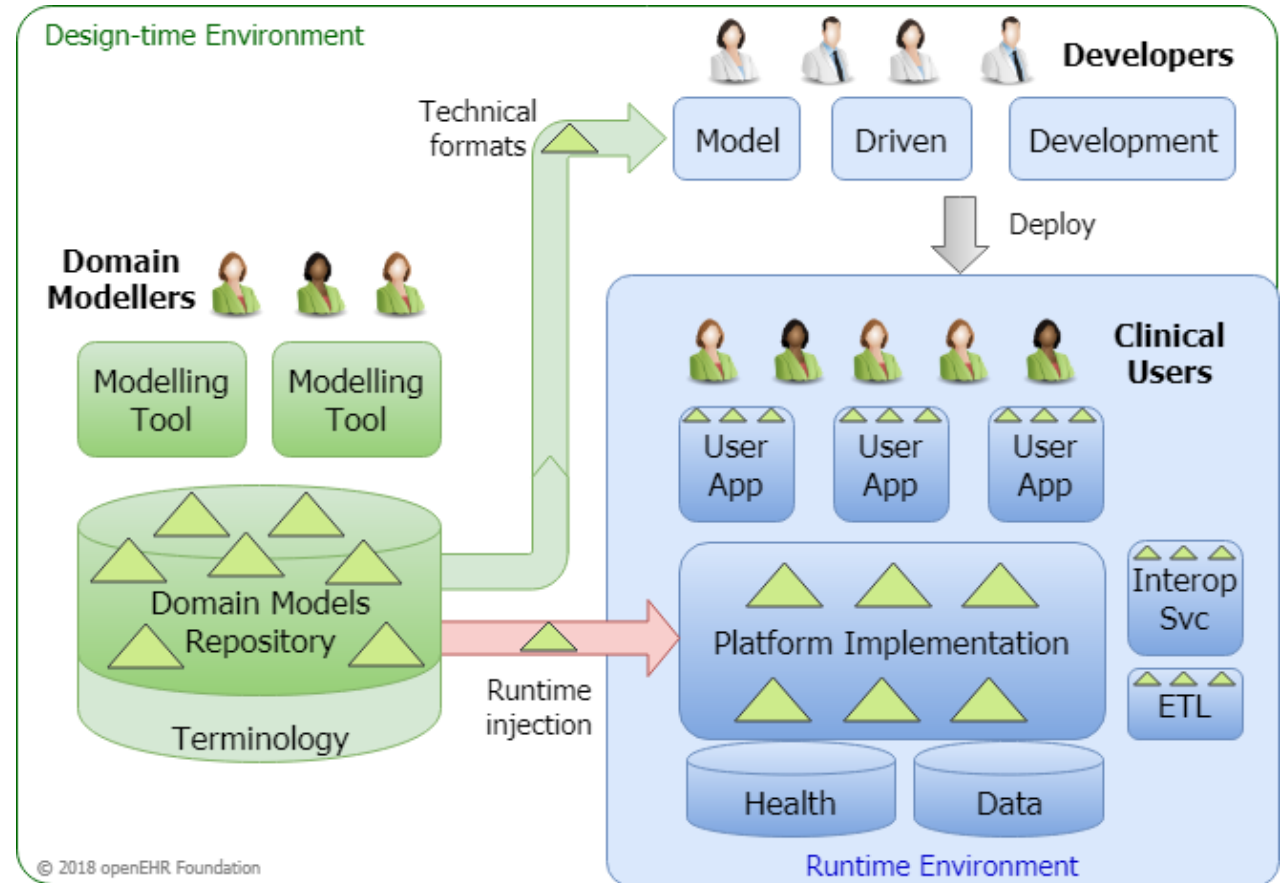 Design-time Environment
Developers
Technical
formats
Model
Driven
Development
Deploy
Domain
Modellers
Modelling
Tool
Modelling
Tool
Clinical
Users
User
App
User
App
User
App
Domain Models
Repository
Terminology
Runtime
injection
Platform Implementation
Interop
Svc
ETL
Health
Data
Runtime Environment
© 2018 openEHR Foundation